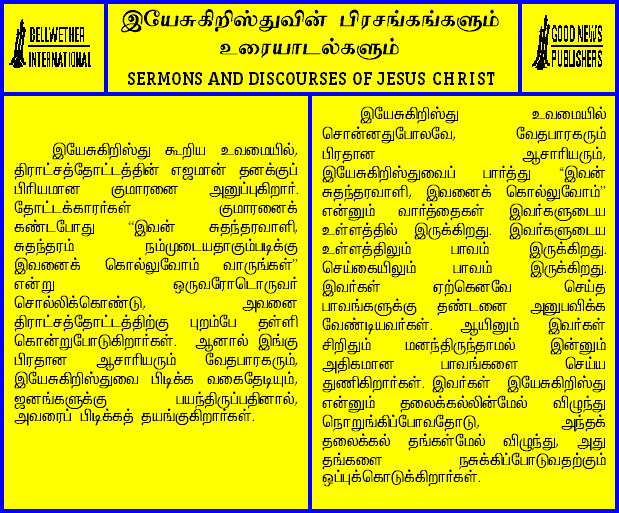 BELLWETHER
INTERNATIONAL
இயேசுகிறிஸ்துவின் பிரசங்கங்களும்
உரையாடல்களும்
SERMONS AND DISCOURSES OF JESUS CHRIST
GOOD NEWS
PUBLISHERS
இயேசுகிறிஸ்து கூறிய உவமையில்,
திராட்சத்தோட்டத்தின் எஜமான் தனக்குப்
பிரியமான குமாரனை அனுப்புகிறார்.
தோட்டக்காரர்கள் குமாரனைக்
கண்டபோது “இவன் சுதந்தரவாளி,
சுதந்தரம் நம்முடையதாகும்படிக்கு
இவனைக் கொல்லுவோம் வாருங்கள்”
என்று ஒருவரோடொருவர்
சொல்லிக்கொண்டு, அவனை
திராட்சத்தோட்டத்திற்கு புறம்பே தள்ளி
கொன்றுபோடுகிறார்கள். ஆனால் இங்கு
பிரதான ஆசாரியரும் வேதபாரகரும்,
இயேசுகிறிஸ்துவை பிடிக்க வகைதேடியும்,
ஜனங்களுக்கு பயந்திருப்பதினால்,
அவரைப் பிடிக்கத் தயங்குகிறார்கள்.
இயேசுகிறிஸ்து உவமையில்
சொன்னதுபோலவே, வேதபாரகரும்
பிரதான ஆசாரியரும்,
இயேசுகிறிஸ்துவைப் பார்த்து “இவன்
சுதந்தரவாளி, இவனைக் கொல்லுவோம்”
என்னும் வார்த்தைகள் இவர்களுடைய
உள்ளத்தில் இருக்கிறது. இவர்களுடைய
உள்ளத்திலும் பாவம் இருக்கிறது.
செய்கையிலும் பாவம் இருக்கிறது.
இவர்கள் ஏற்கெனவே செய்த
பாவங்களுக்கு தண்டனை அனுபவிக்க
வேண்டியவர்கள். ஆயினும் இவர்கள்
சிறிதும் மனந்திருந்தாமல் இன்னும்
அதிகமான பாவங்களை செய்ய
துணிகிறார்கள். இவர்கள் இயேசுகிறிஸ்து
என்னும் தலைக்கல்லின்மேல் விழுந்து
நொறுங்கிப்போவதோடு, அந்தக்
தலைக்கல் தங்கள்மேல் விழுந்து, அது
தங்களை நசுக்கிப்போடுவதற்கும்
ஒப்புக்கொடுக்கிறார்கள்.